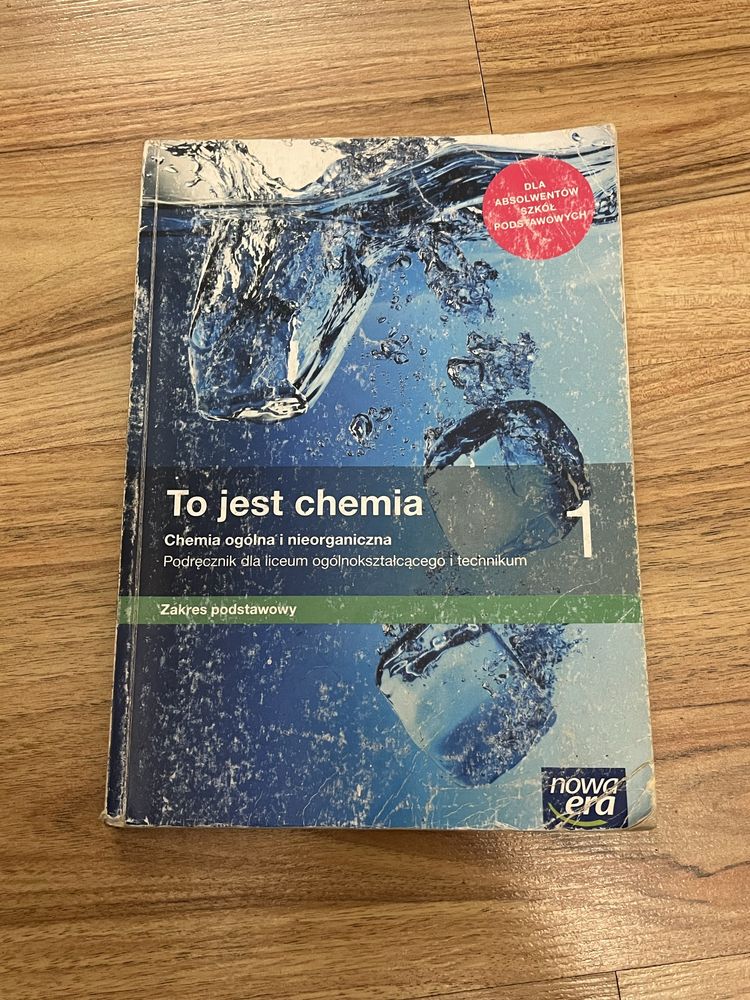 DLA
ABSOLWENTÓW
SZKÓŁ
PODSTAWOWYCH
To jest chemia
1
Chemia ogólna i nieorganiczna
Podręcznik dla liceum ogólnokształcącego i technikum
Zakres podstawowy
nowa
era